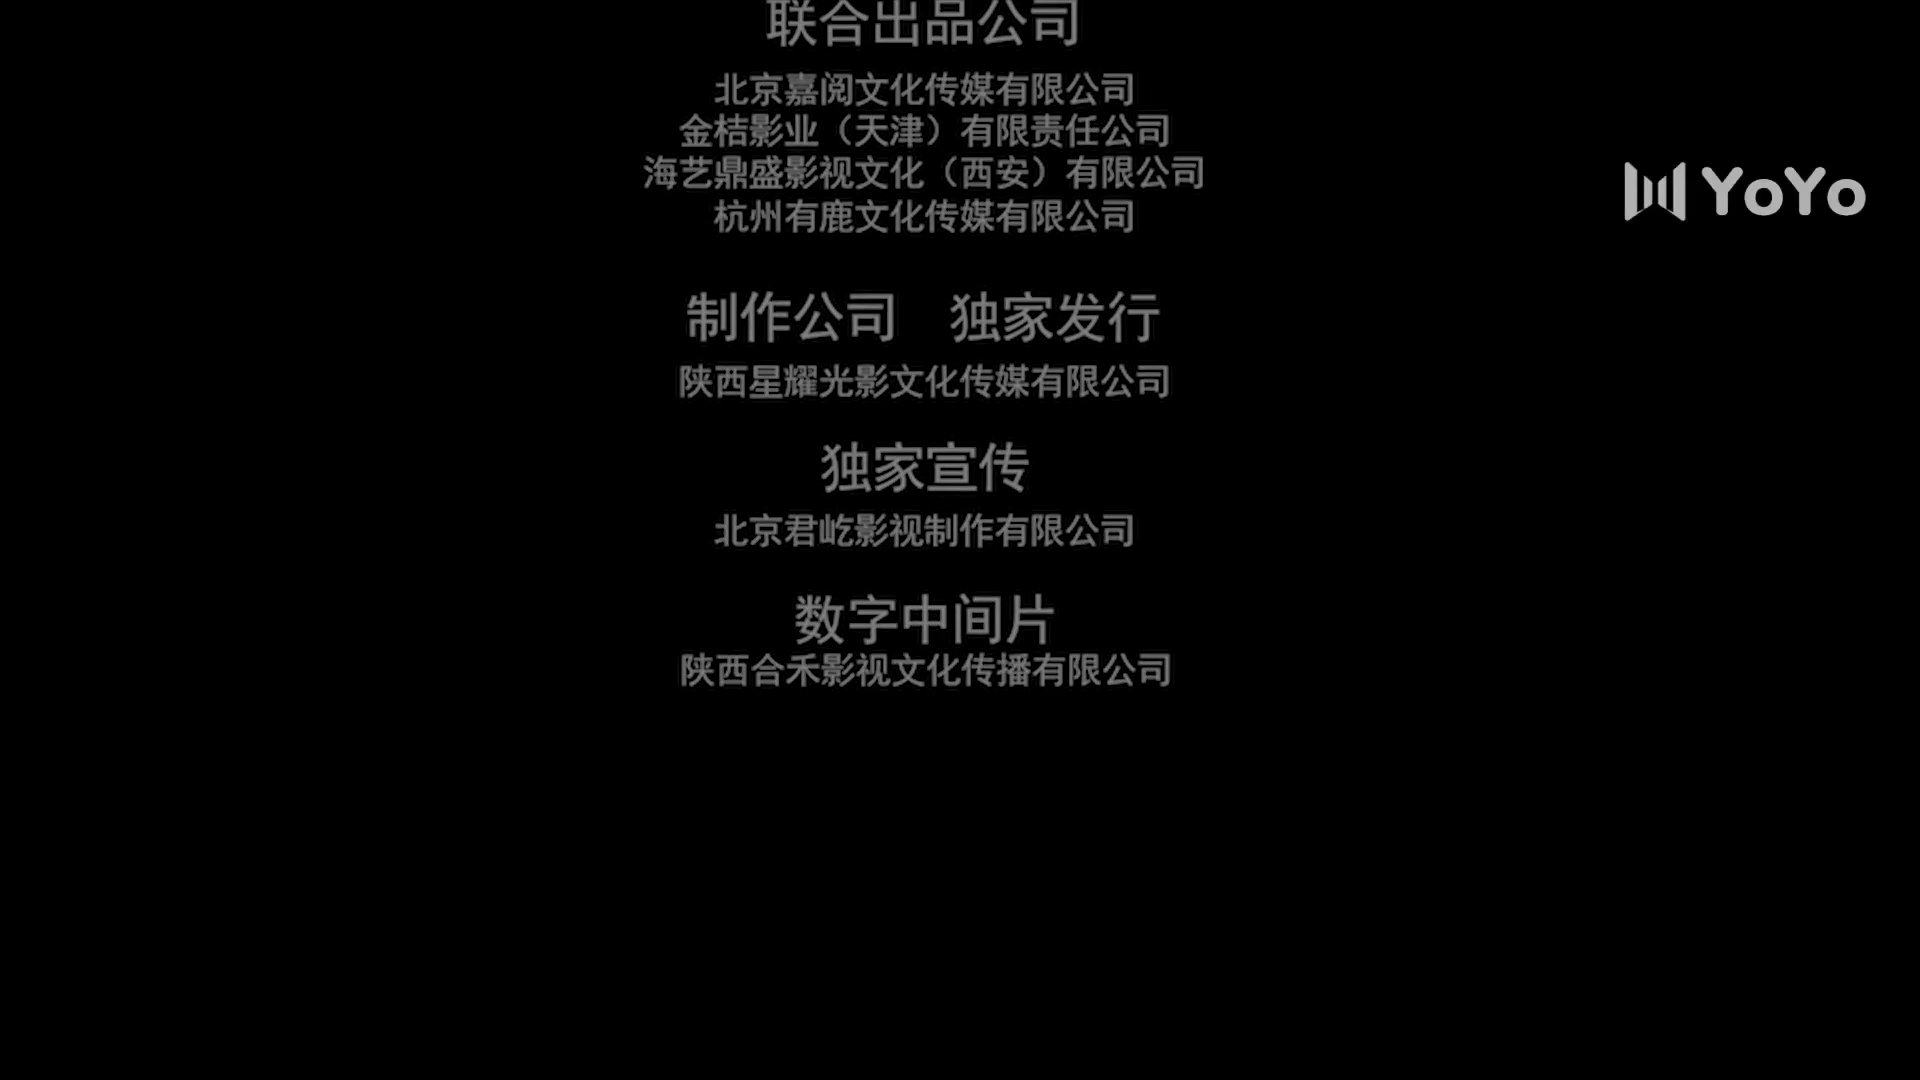 联合出品公司
北京嘉阅文化传媒有限公司
金桔影业（天津）有限责任公司
海艺鼎盛影视文化（西安）有限公司
杭州有鹿文化传媒有限公司
YoYo
制作公司 独家发行
陕西星耀光影文化传媒有限公司
独家宣传
北京君屹影视制作有限公司
数字中间片
陕西合禾影视文化传播有限公司